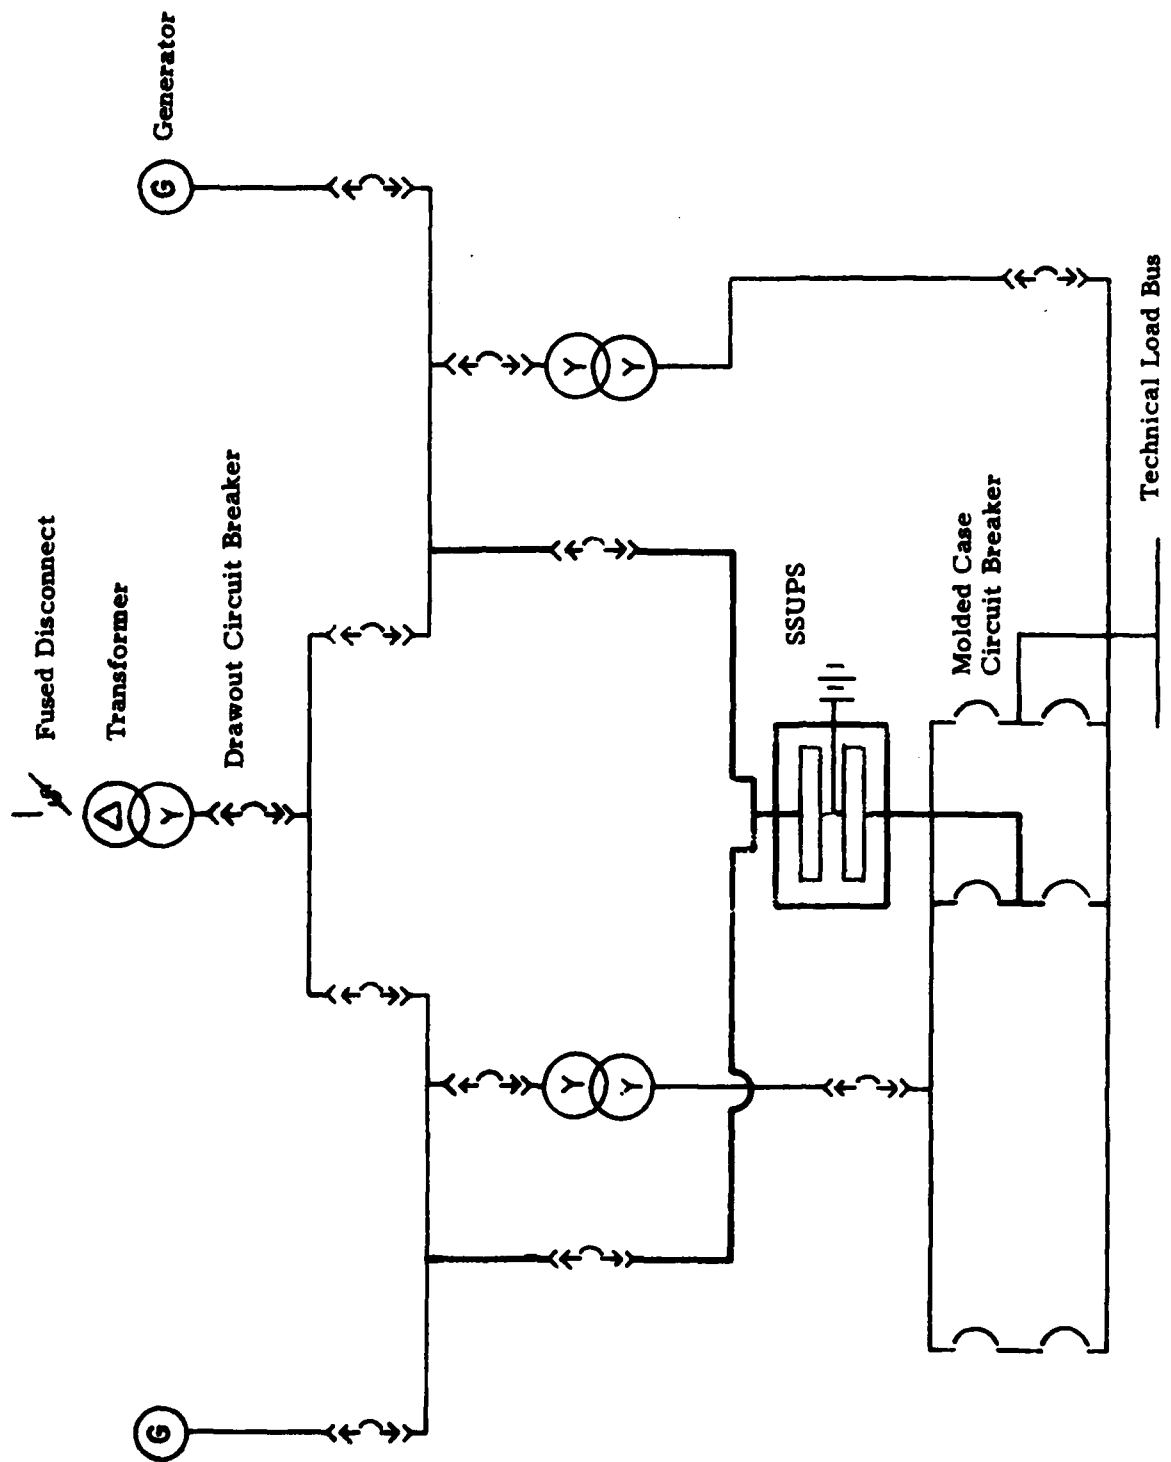 Fused Disconnect
Transformer
Δ
Y
Drawout Circuit Breaker
G
Generator
G
Y
Y
Y
Y
SSUPS
Molded Case
Circuit Breaker
Technical Load Bus